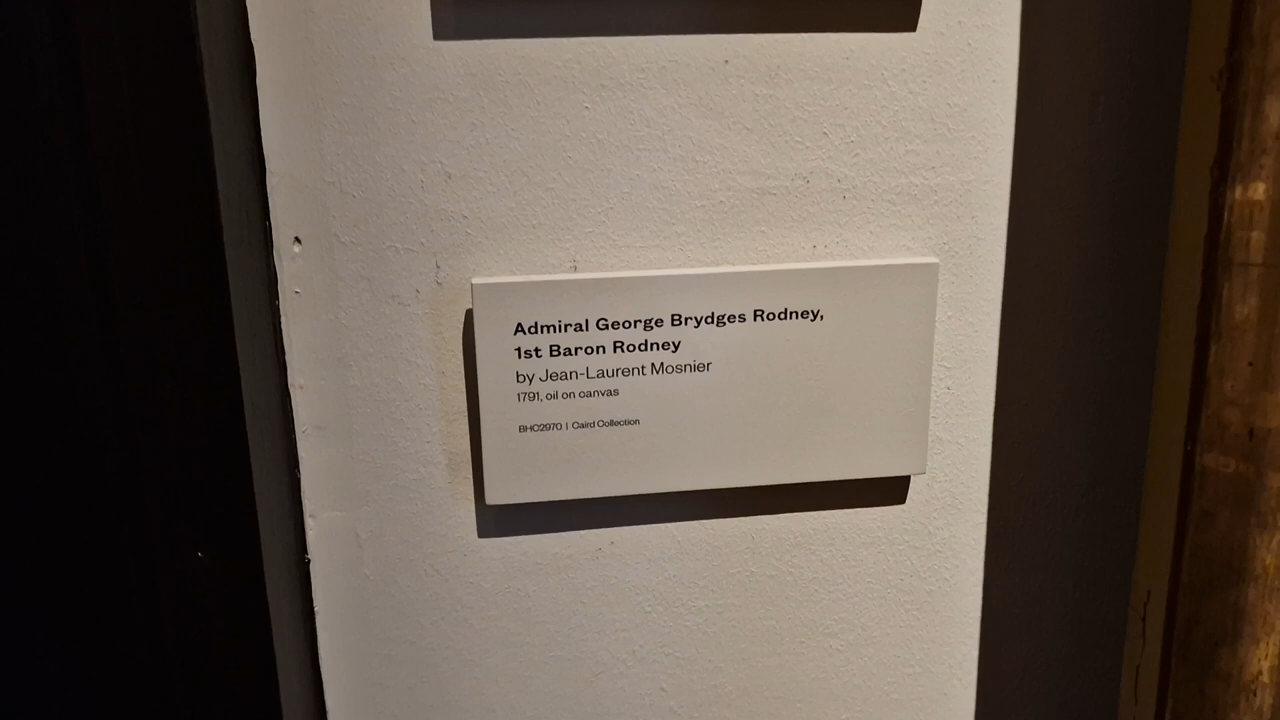 Admiral George Brydges Rodney,
1st Baron Rodney
by Jean-Laurent Mosnier
1791, oil on canvas
BHC2970 | Caird Collection